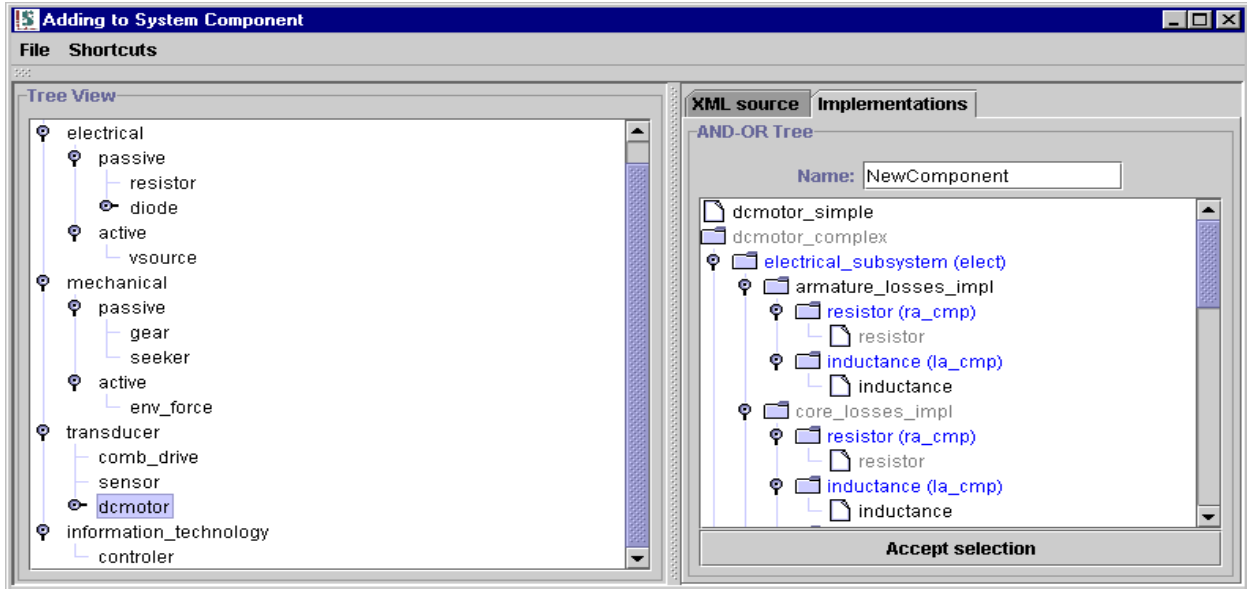 Adding to System Component
File Shortcuts
Tree View
electrical
passive
resistor
diode
active
vsource
mechanical
passive
gear
seeker
active
env_force
transducer
comb_drive
sensor
dcmotor
information_technology
controler
XML source Implementations
AND-OR Tree
Name: NewComponent
dcmotor_simple
dcmotor_complex
electrical_subsystem (elect)
armature_losses_impl
resistor (ra_cmp)
resistor
inductance (la_cmp)
inductance
core_losses_impl
resistor (ra_cmp)
resistor
inductance (la_cmp)
inductance
Accept selection